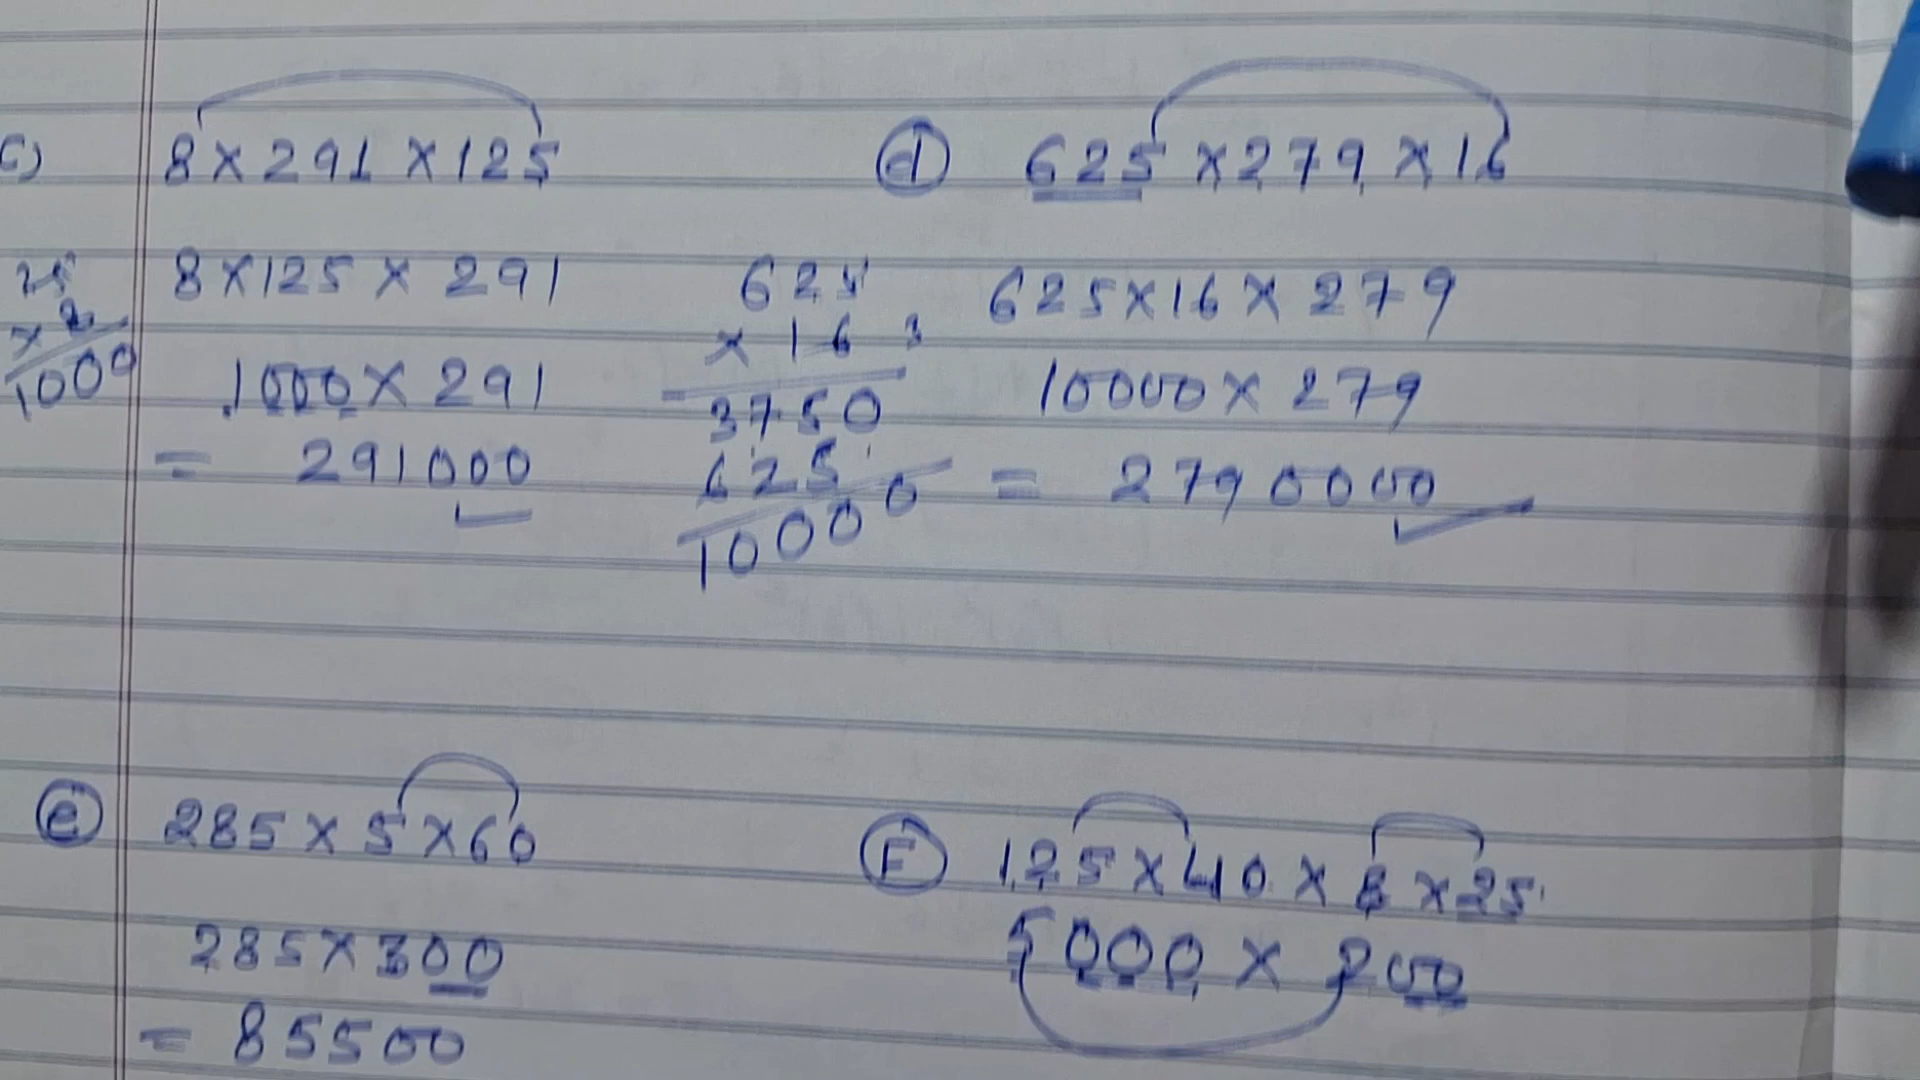 c) 8 × 291 × 125
8 × 125 × 291
1000 × 291
= 291000
25
1000
(d) 625 × 279 × 16
625
× 16 3
3750
625
10000
625 × 16 × 279
10000 × 279
= 2790000
(e) 285 × 5 × 60
285 × 300
= 85500
(F) 125 × 40 × 8 × 25
5000 × 200